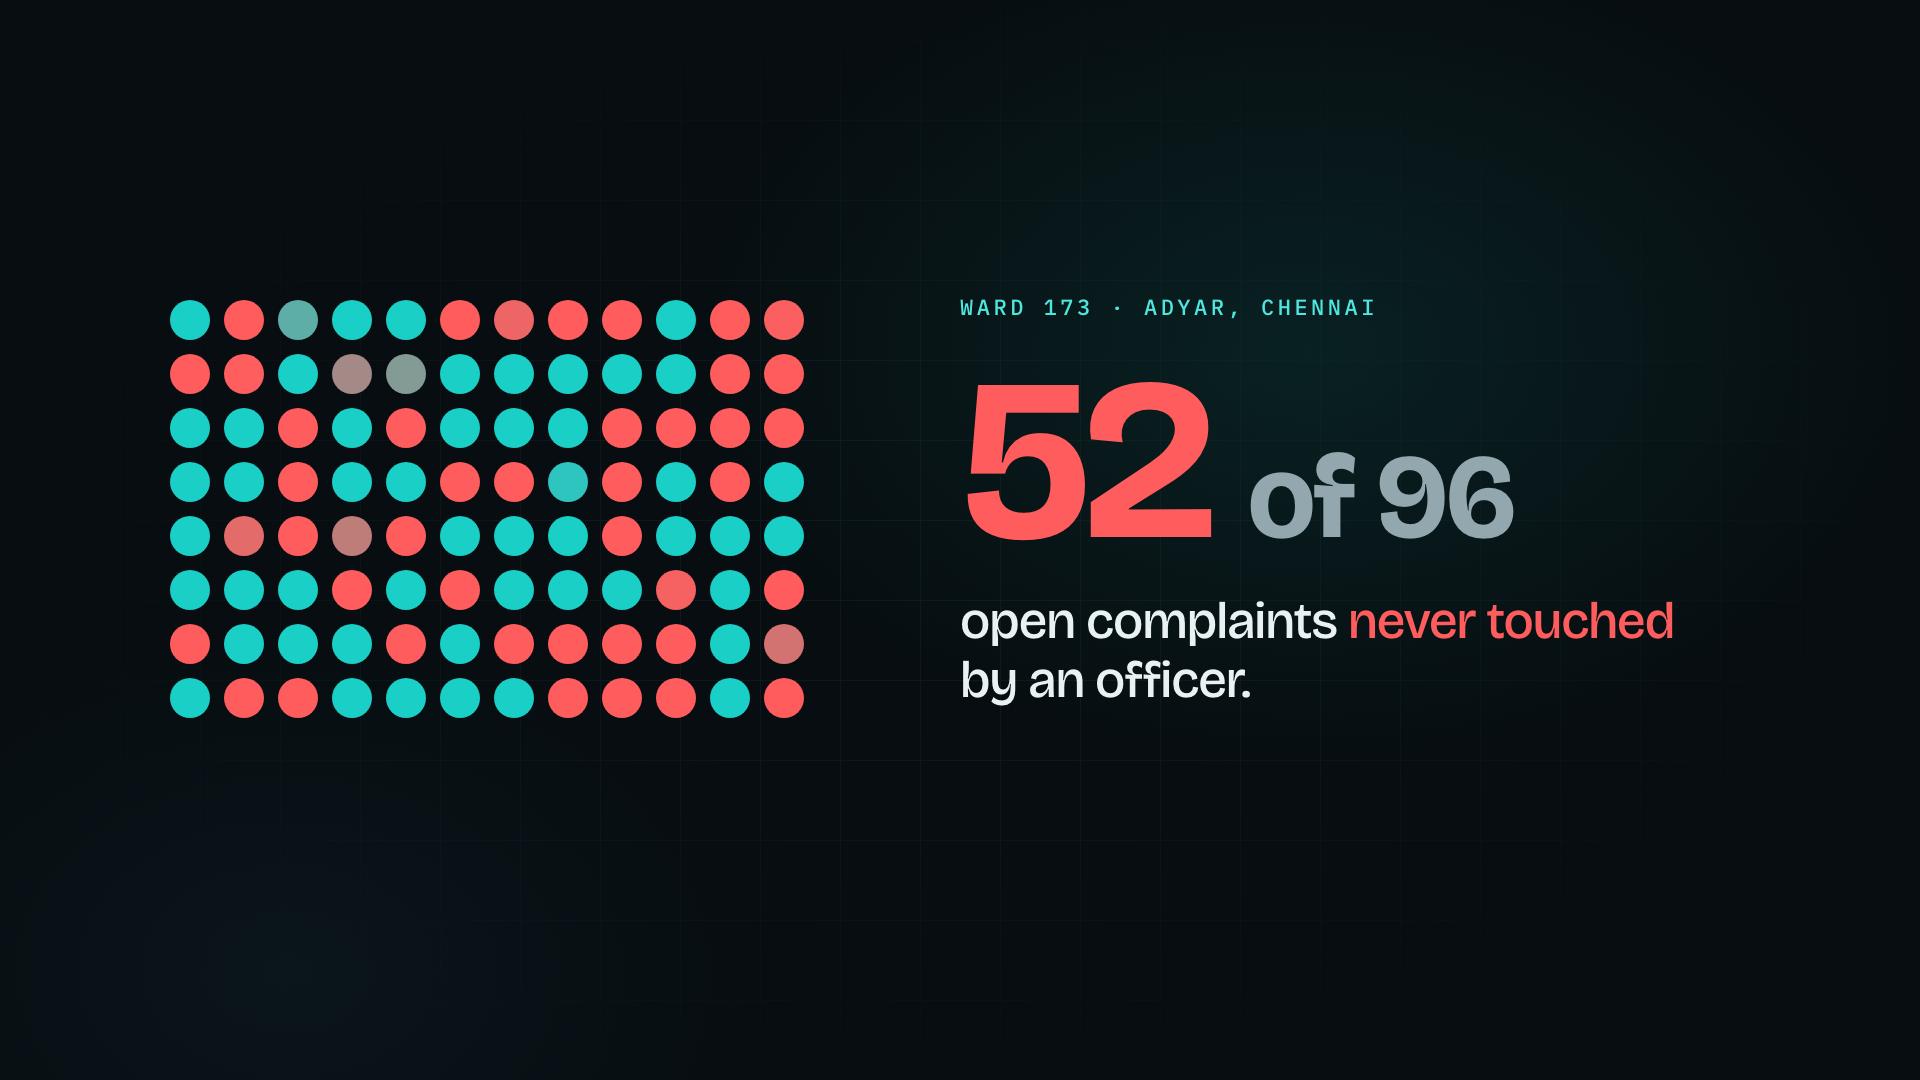 WARD 173 · ADYAR, CHENNAI
52 of 96
open complaints never touched
by an officer.